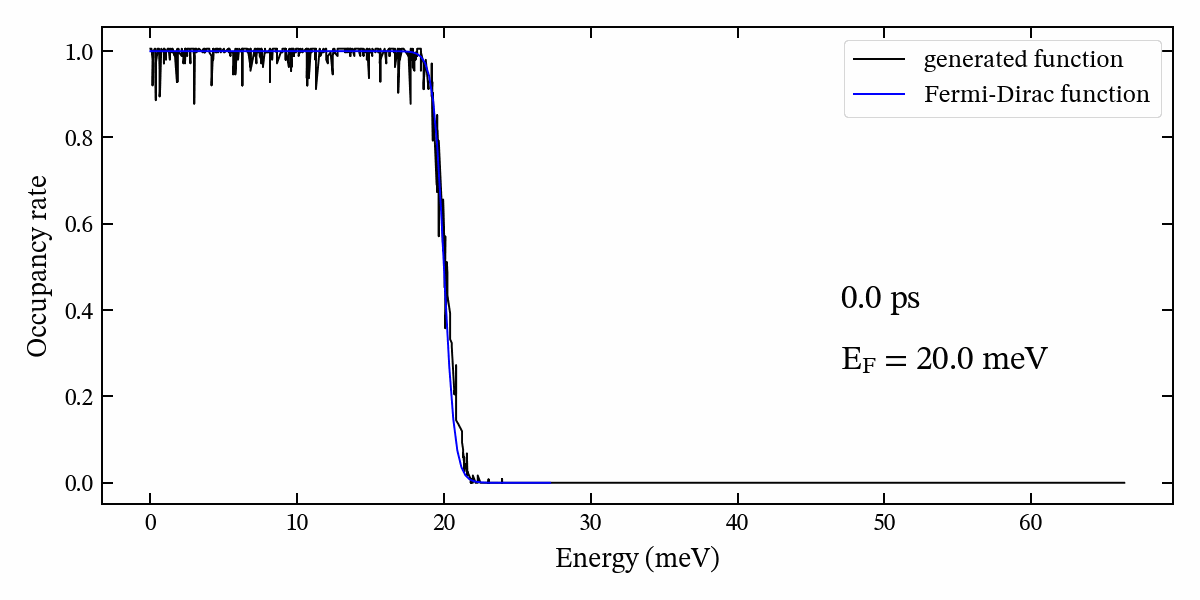 generated function
Fermi-Dirac function
1.0
0.8
0.6
0.4
0.2
0.0
Occupancy rate
0.0 ps
E_F = 20.0 meV
0 10 20 30 40 50 60
Energy (meV)